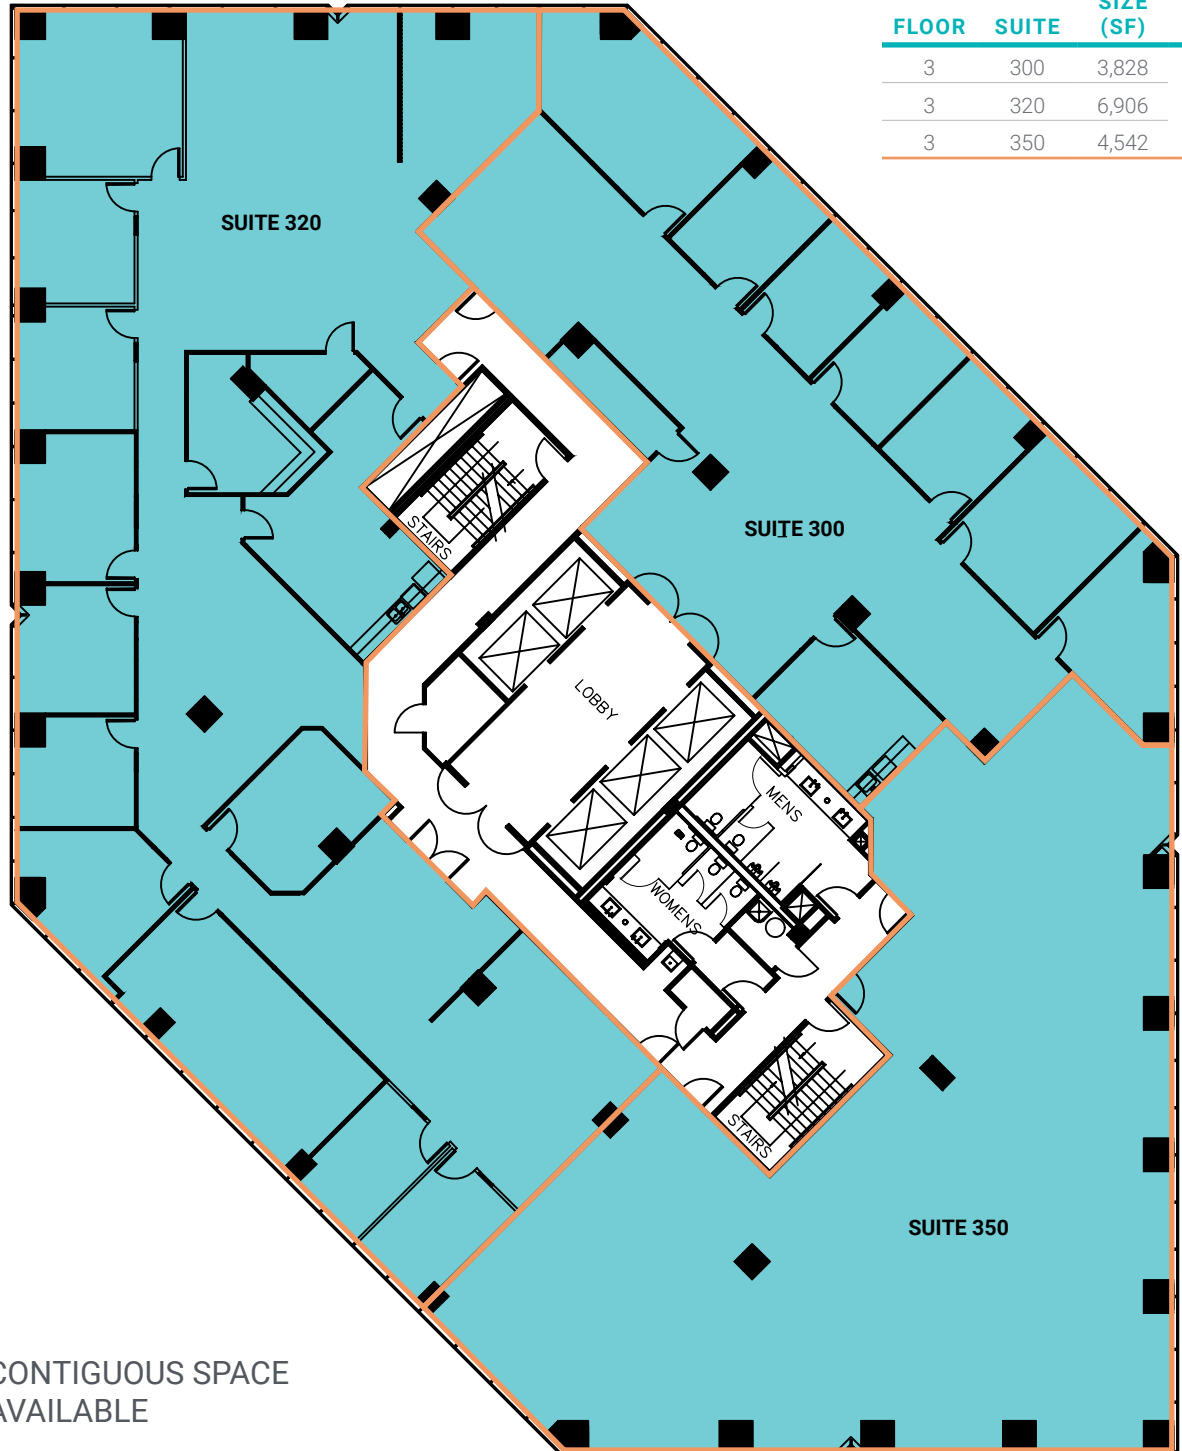 SIZE
FLOOR SUITE (SF)
3 300 3,828
3 320 6,906
3 350 4,542
SUITE 320
SUITE 300
STAIRS
LOBBY
MENS
WOMENS
STAIRS
SUITE 350
CONTIGUOUS SPACE
AVAILABLE